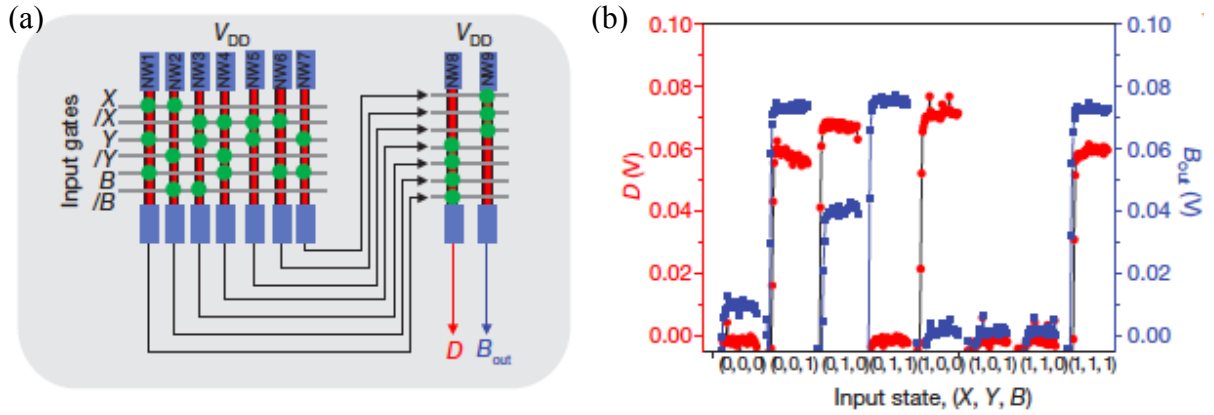 (a)
V_DD V_DD
NW1 NW2 NW3 NW4 NW5 NW6 NW7
NW8 NW9
Input gates
X
/X
Y
/Y
B
/B
D B_out
(b)
0.10
0.08
0.06
0.04
0.02
0.00
D (V)
0.10
0.08
0.06
0.04
0.02
0.00
B_out (V)
(0,0,0) (0,0,1) (0,1,0) (0,1,1) (1,0,0) (1,0,1) (1,1,0) (1,1,1)
Input state, (X, Y, B)